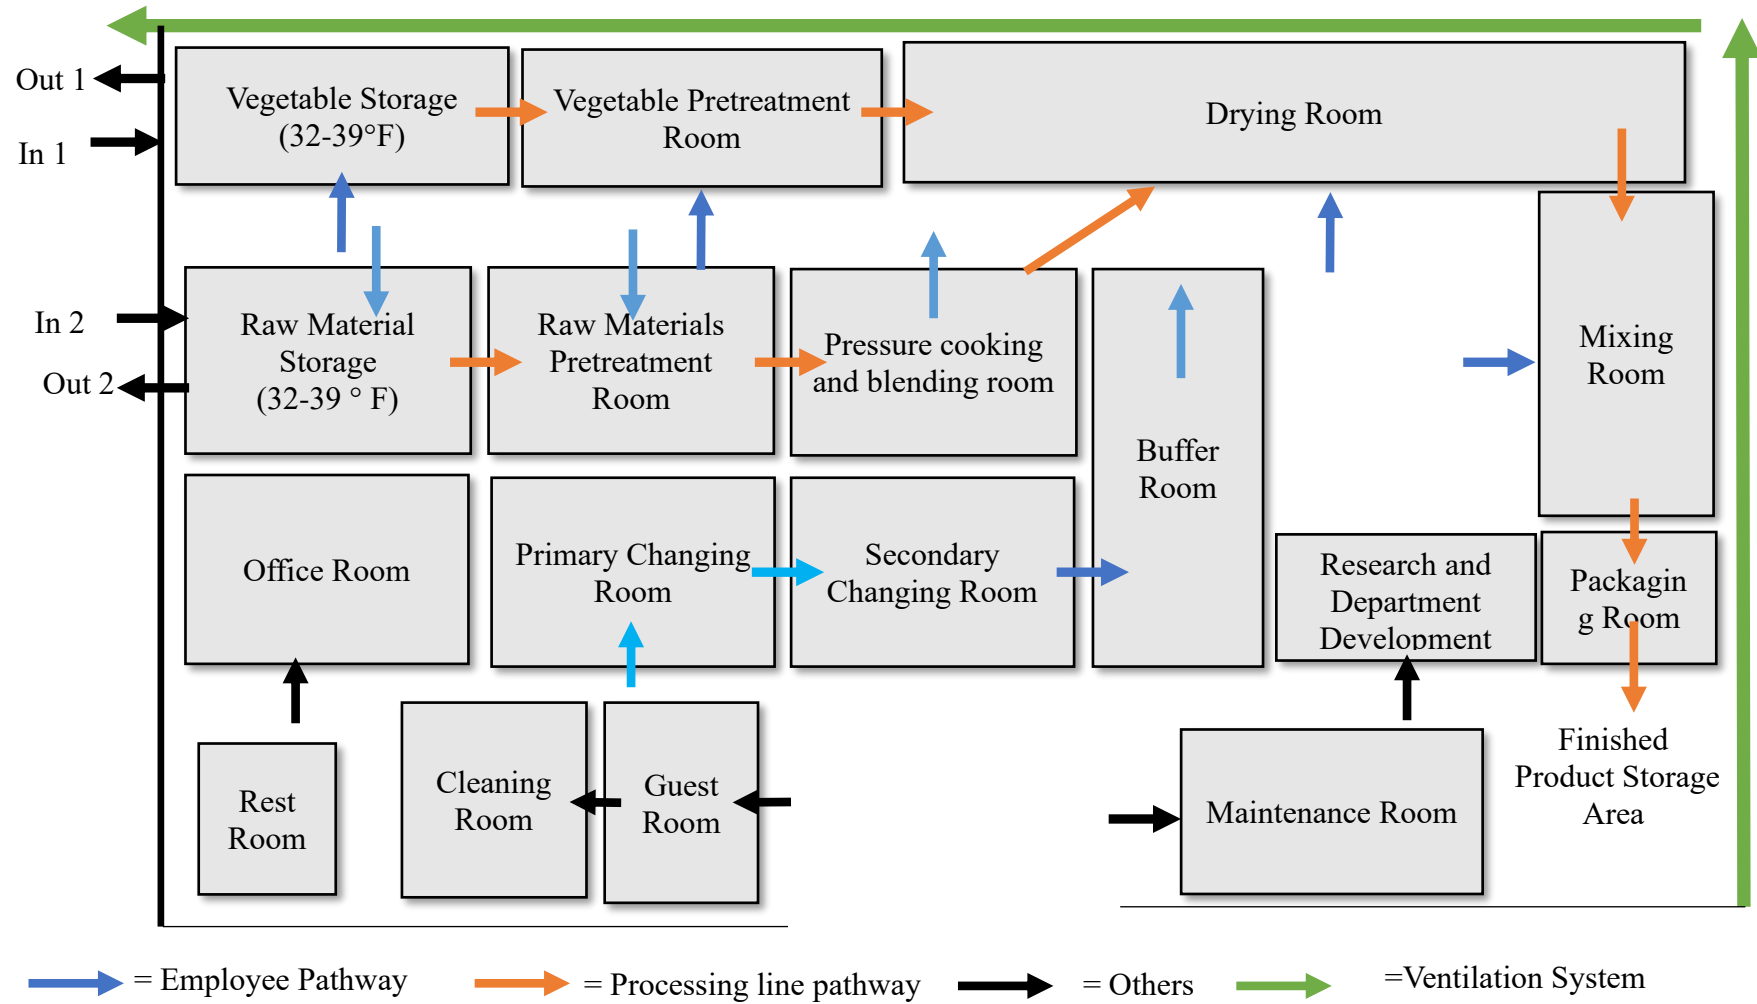 Out 1
In 1
Vegetable Storage
(32-39°F)
Vegetable Pretreatment
Room
Drying Room
In 2
Out 2
Raw Material
Storage
(32-39 ° F)
Raw Materials
Pretreatment
Room
Pressure cooking
and blending room
Buffer
Room
Mixing
Room
Office Room
Primary Changing
Room
Secondary
Changing Room
Research and
Department
Development
Packagin
g Room
Rest
Room
Cleaning
Room
Guest
Room
Maintenance Room
Finished
Product Storage
Area
= Employee Pathway
= Processing line pathway
= Others
=Ventilation System